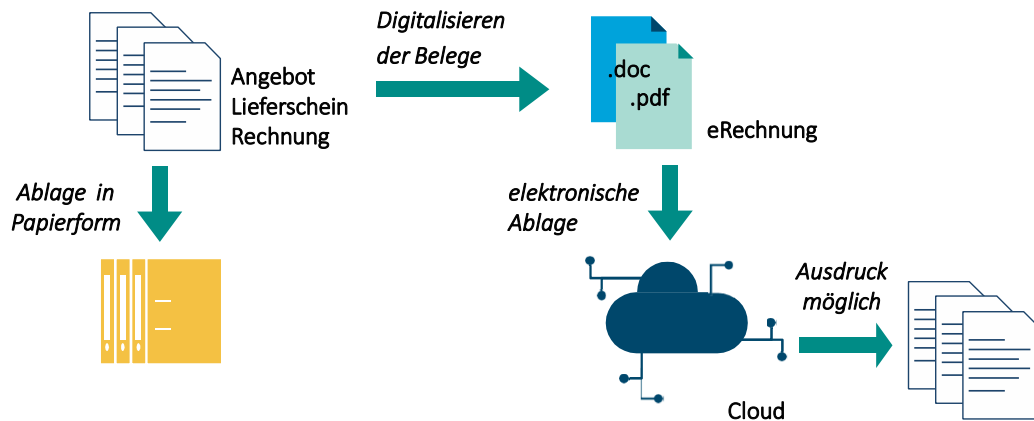 Digitalisieren
der Belege
Angebot
Lieferschein
Rechnung
.doc
.pdf
eRechnung
Ablage in
Papierform
elektronische
Ablage
Ausdruck
möglich
Cloud